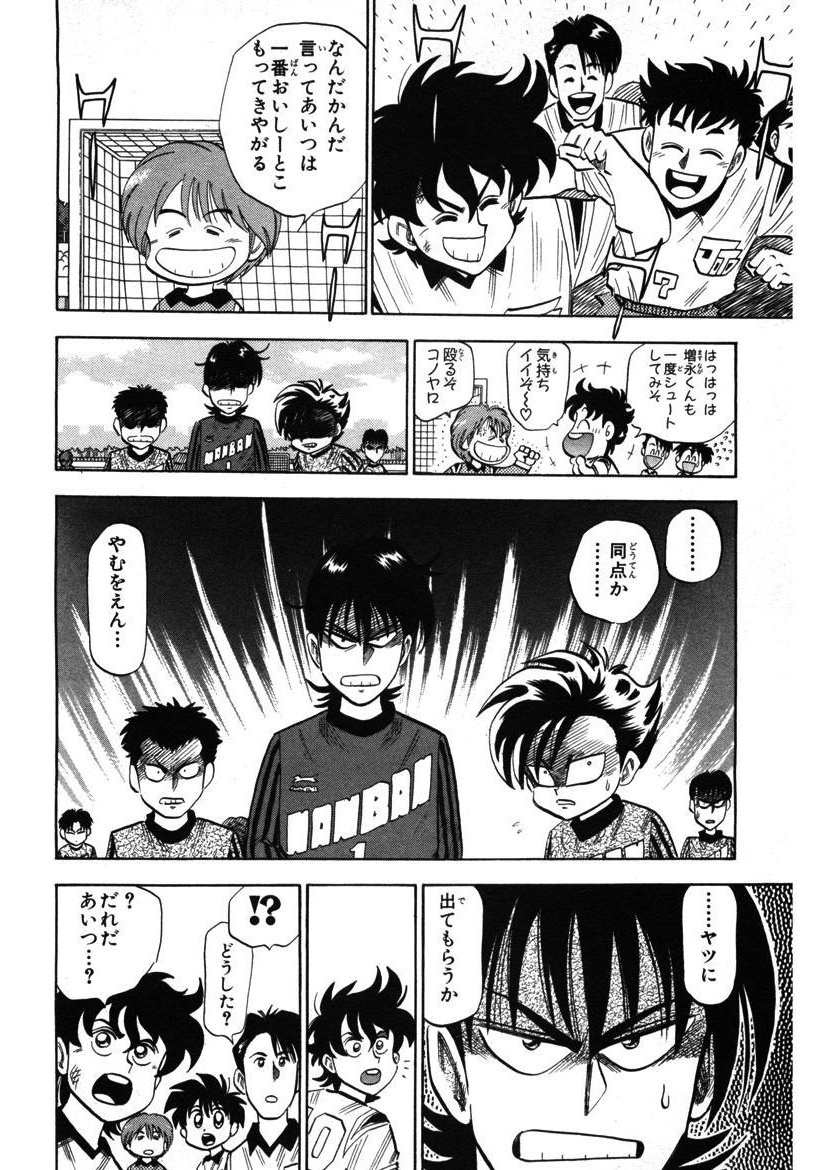 なんだかんだ
言ってあいつは
一番おいしーとこ
もってきやがる
はっはっは
増永くんも
一度シュート
してみそ
気持ち
イイぞ〜♡
殴るぞ
コノヤロ
NANBAN
1
………
同点か
………
やむをえん…
NANBAN
1
……ヤツに
出てもらうか
!?
どうした?
?
だれだ
あいつ…?